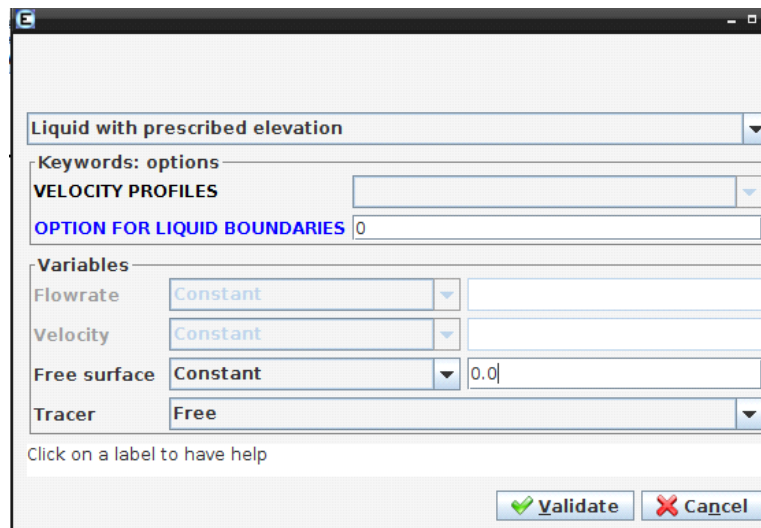 E
Liquid with prescribed elevation
Keywords: options
VELOCITY PROFILES
OPTION FOR LIQUID BOUNDARIES 0
Variables
Flowrate Constant
Velocity Constant
Free surface Constant 0.0
Tracer Free
Click on a label to have help
Validate Cancel